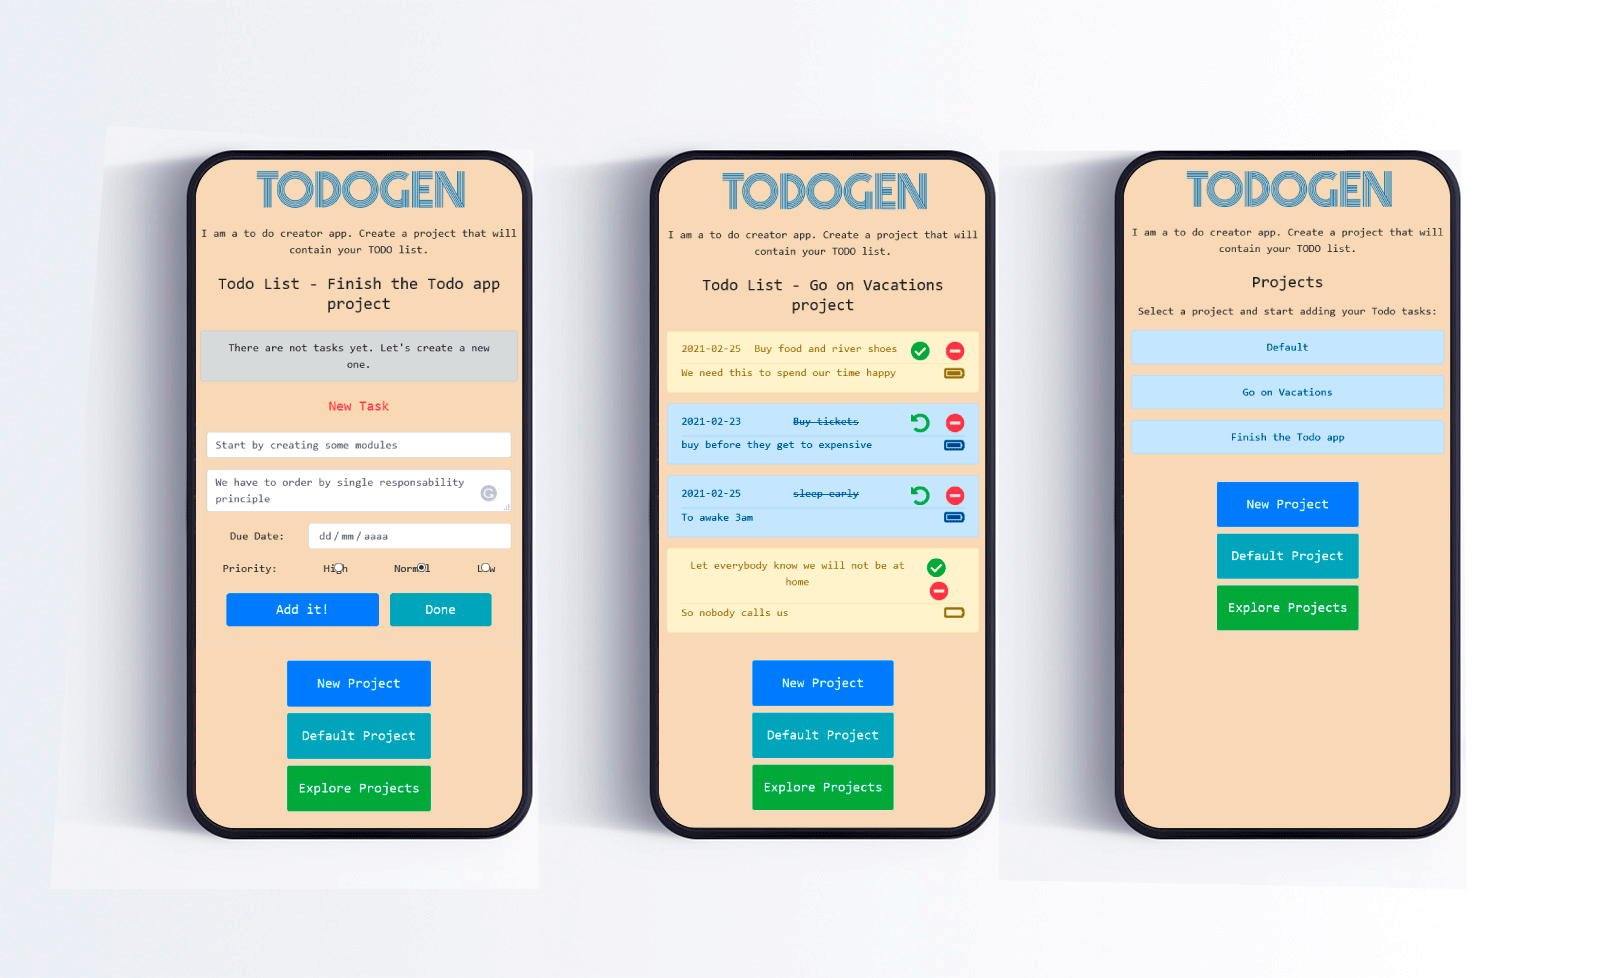 TODOGEN
I am a to do creator app. Create a project that will
contain your TODO list.
Todo List - Finish the Todo app
project
There are not tasks yet. Let's create a new
one.
New Task
Start by creating some modules
We have to order by single responsability
principle
Due Date: dd/mm/aaaa
Priority: High Normal Low
Add it! Done
New Project
Default Project
Explore Projects
TODOGEN
I am a to do creator app. Create a project that will
contain your TODO list.
Todo List - Go on Vacations
project
2021-02-25 Buy food and river shoes
We need this to spend our time happy
2021-02-23 Buy tickets
buy before they get to expensive
2021-02-25 sleep early
To awake 3am
Let everybody know we will not be at
home
So nobody calls us
New Project
Default Project
Explore Projects
TODOGEN
I am a to do creator app. Create a project that will
contain your TODO list.
Projects
Select a project and start adding your Todo tasks:
Default
Go on Vacations
Finish the Todo app
New Project
Default Project
Explore Projects